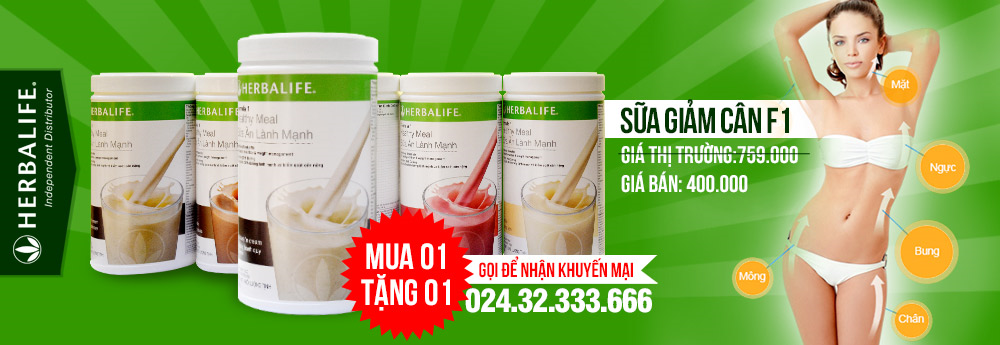 HERBALIFE.
Independent Distributor
HERBALIFE.
HERBALIFE.
HERBALIFE.
HERBALIFE.
Healthy Meal
Bữa Ăn Lành Mạnh
SỮA GIẢM CÂN F1
GIÁ THỊ TRƯỜNG:759.000
GIÁ BÁN: 400.000
MUA 01
TẶNG 01
GỌI ĐỂ NHẬN KHUYẾN MẠI
024.32.333.666
Mặt
Ngực
Bụng
Mông
Chân